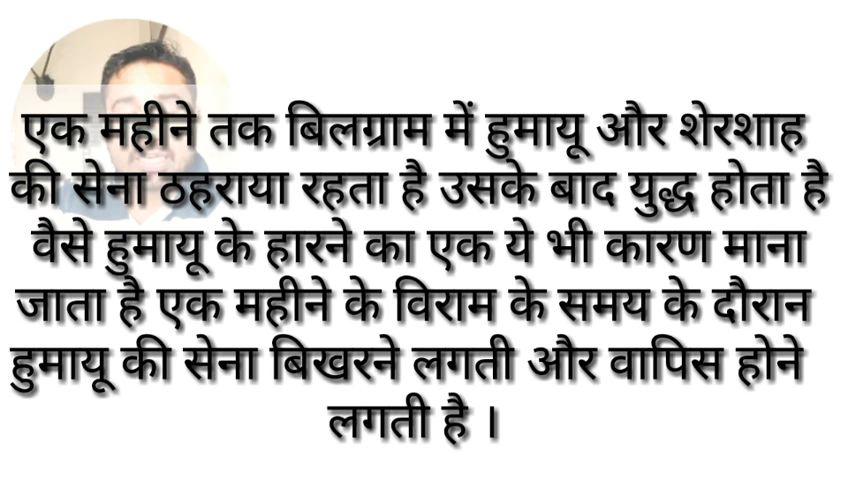 एक महीने तक बिलग्राम में हुमायू और शेरशाह
की सेना ठहराया रहता है उसके बाद युद्ध होता है
वैसे हुमायू के हारने का एक ये भी कारण माना
जाता है एक महीने के विराम के समय के दौरान
हुमायू की सेना बिखरने लगती और वापिस होने
लगती है ।